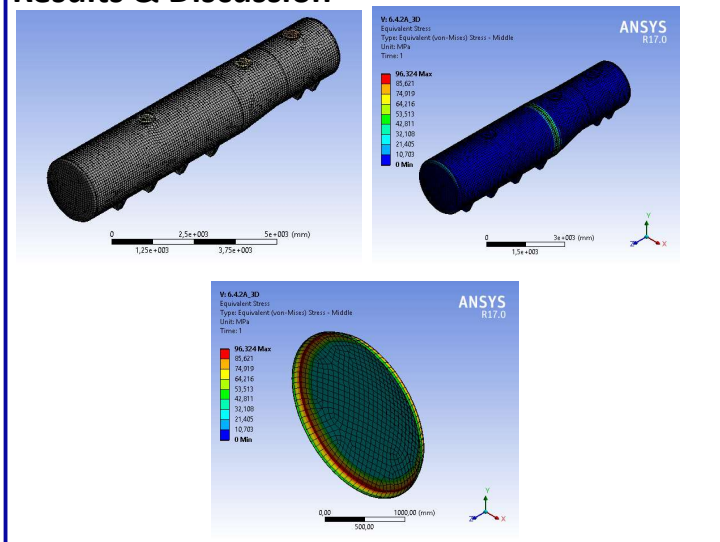 Results & Discussion
0 2,5e+003 5e+003 (mm)
1,25e+003 3,75e+003
V: 6.4.2A_3D
Equivalent Stress
Type: Equivalent (von-Mises) Stress - Middle
Unit: MPa
Time: 1
96,324 Max
85,621
74,919
64,216
53,513
42,811
32,108
21,405
10,703
0 Min
ANSYS
R17.0
0 3e+003 (mm)
1,5e+003
Y
Z X
V: 6.4.2A_3D
Equivalent Stress
Type: Equivalent (von-Mises) Stress - Middle
Unit: MPa
Time: 1
96,324 Max
85,621
74,919
64,216
53,513
42,811
32,108
21,405
10,703
0 Min
ANSYS
R17.0
0,00 1000,00 (mm)
500,00
Y
Z X